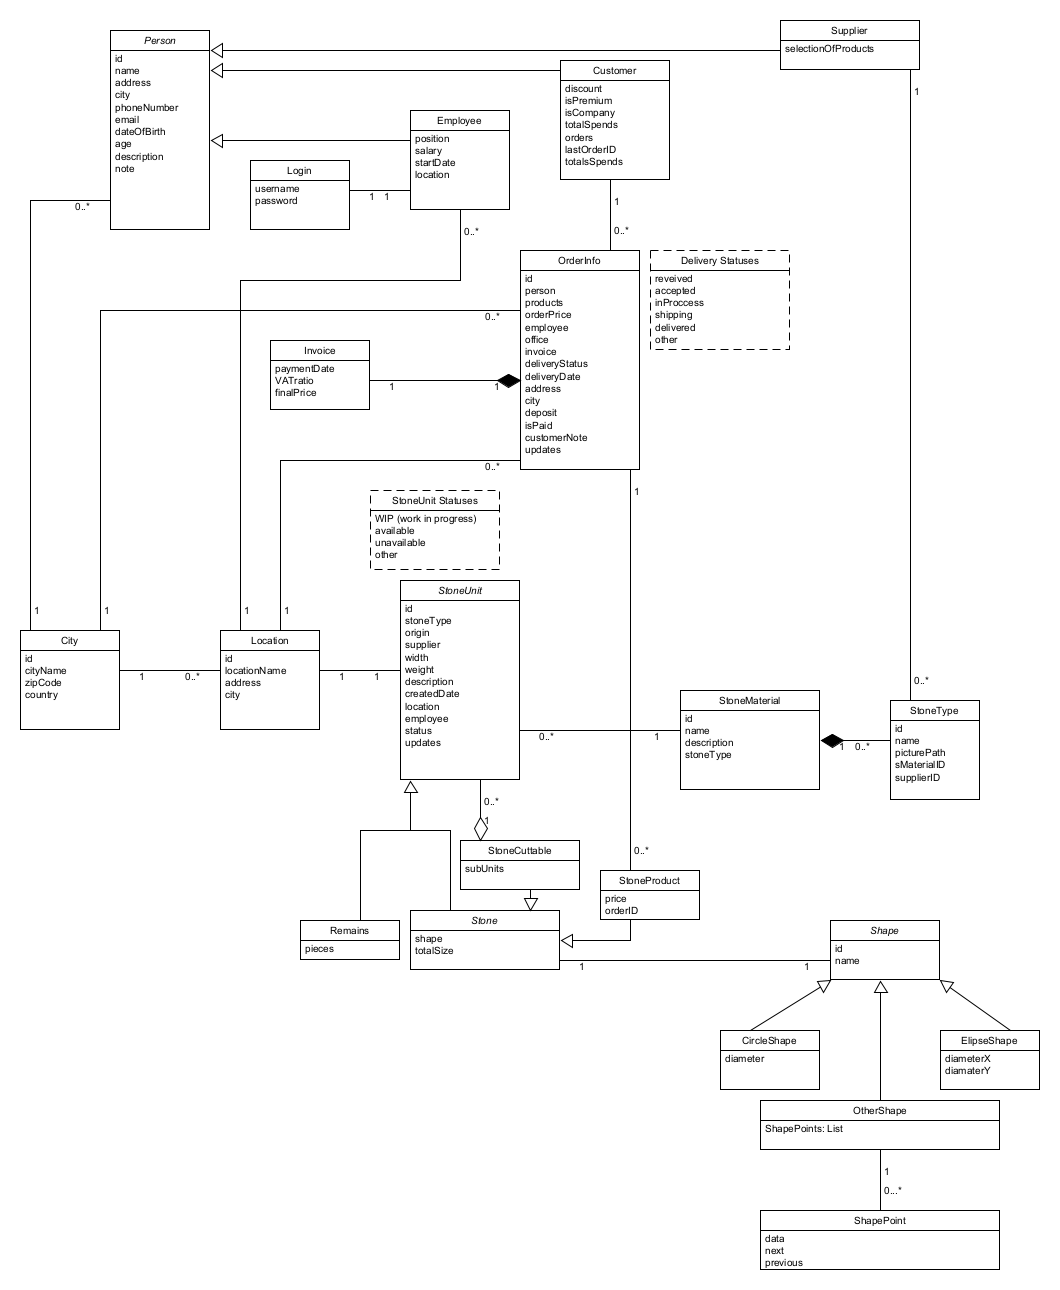 Supplier
selectionOfProducts
1
Person
id
name
address
city
phoneNumber
email
dateOfBirth
age
description
note
0..*
Customer
discount
isPremium
isCompany
totalSpends
orders
lastOrderID
totalsSpends
1
0..*
Employee
position
salary
startDate
location
0..*
Login
username
password
1 1
OrderInfo
id
person
products
orderPrice
employee
office
invoice
deliveryStatus
deliveryDate
address
city
deposit
isPaid
customerNote
updates
Delivery Statuses
reveived
accepted
inProccess
shipping
delivered
other
0..*
Invoice
paymentDate
VATratio
finalPrice
1 1
0..*
1
StoneUnit Statuses
WIP (work in progress)
available
unavailable
other
StoneUnit
id
stoneType
origin
supplier
width
weight
description
createdDate
location
employee
status
updates
1 1 1 1
City
id
cityName
zipCode
country
1 0..*
Location
id
locationName
address
city
1 1
0..* 1
StoneMaterial
id
name
description
stoneType
1 0..*
0..*
StoneType
id
name
picturePath
sMaterialID
supplierID
0..*
1
StoneCuttable
subUnits
0..*
StoneProduct
price
orderID
Remains
pieces
Stone
shape
totalSize
1 1
Shape
id
name
CircleShape
diameter
ElipseShape
diameterX
diamaterY
OtherShape
ShapePoints: List
1
0...*
ShapePoint
data
next
previous